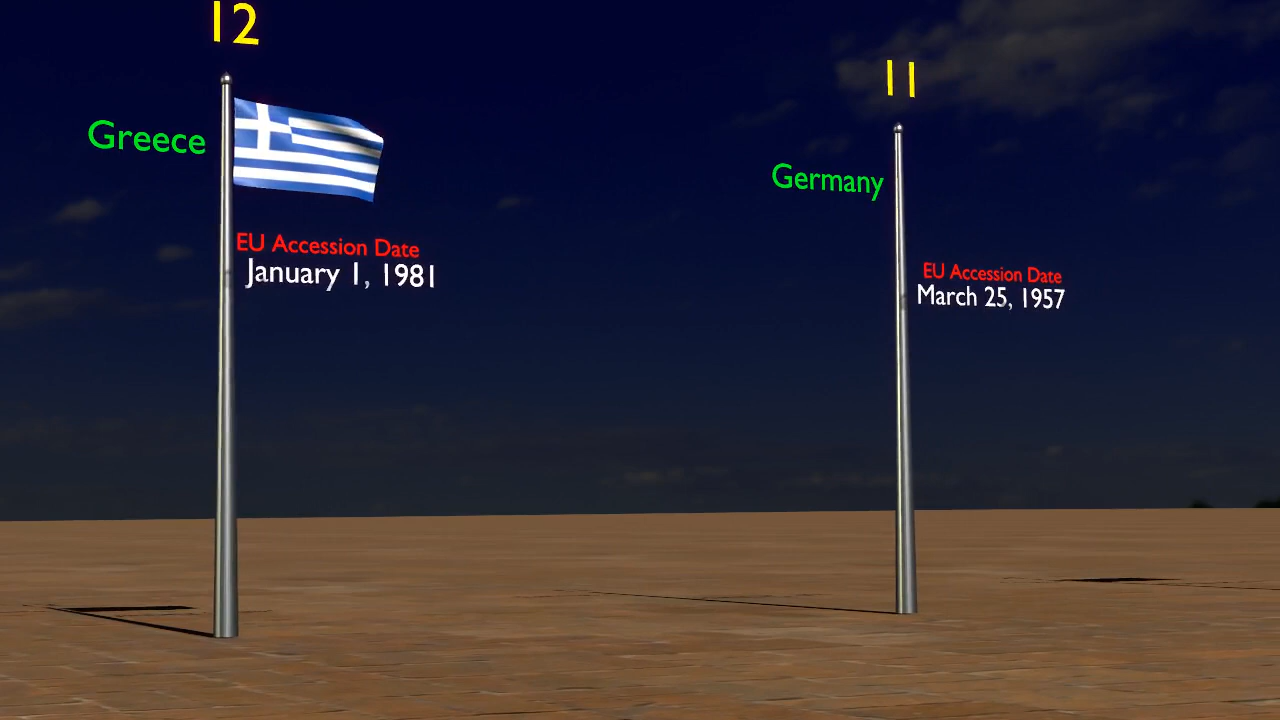 12
Greece
EU Accession Date
January 1, 1981
11
Germany
EU Accession Date
March 25, 1957